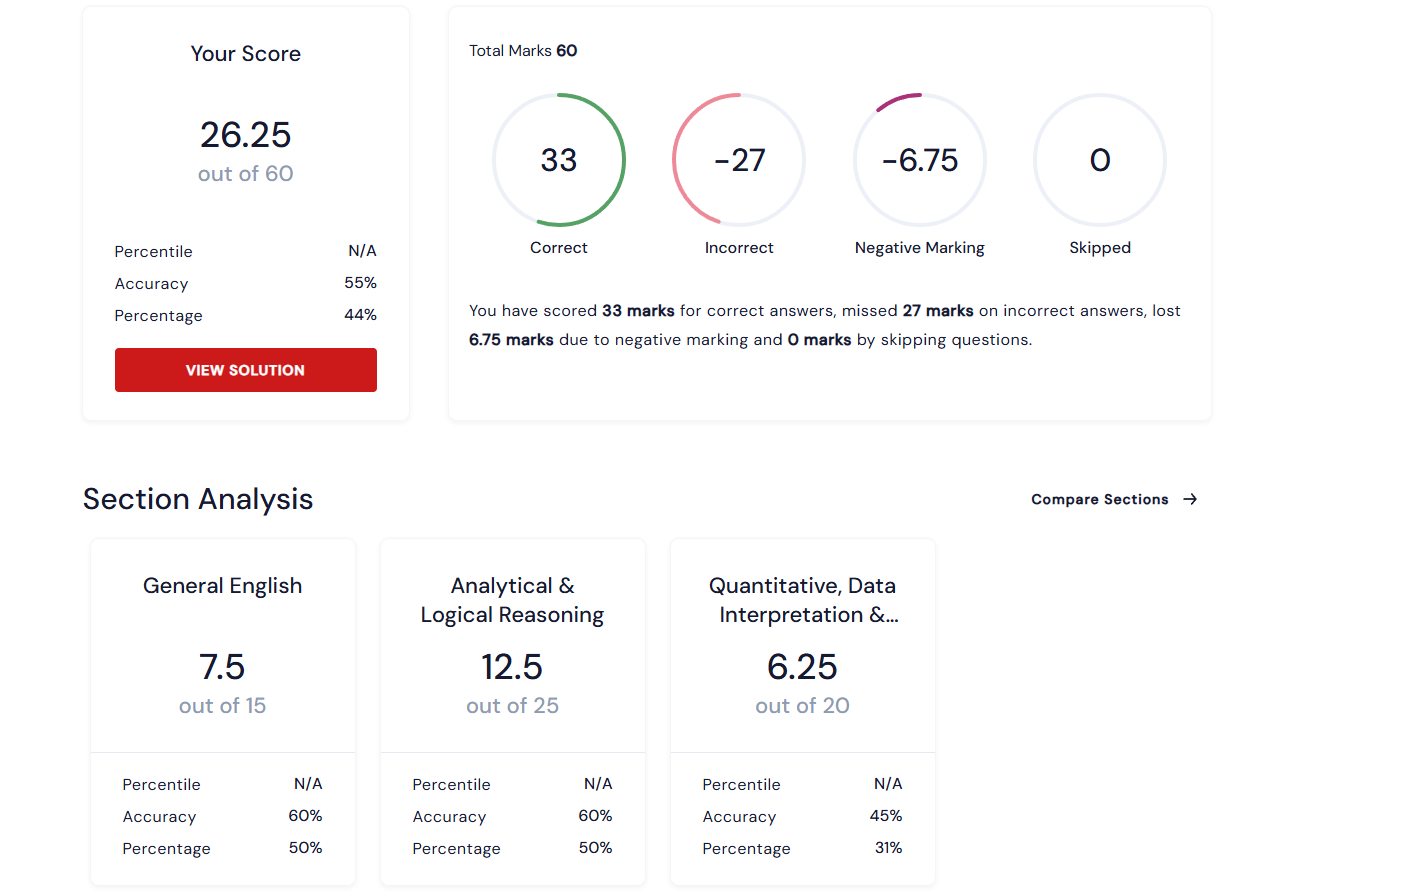 Your Score
26.25
out of 60
Percentile N/A
Accuracy 55%
Percentage 44%
VIEW SOLUTION
Total Marks 60
33
Correct
-27
Incorrect
-6.75
Negative Marking
0
Skipped
You have scored 33 marks for correct answers, missed 27 marks on incorrect answers, lost
6.75 marks due to negative marking and 0 marks by skipping questions.
Section Analysis
Compare Sections →
General English
7.5
out of 15
Percentile N/A
Accuracy 60%
Percentage 50%
Analytical &
Logical Reasoning
12.5
out of 25
Percentile N/A
Accuracy 60%
Percentage 50%
Quantitative, Data
Interpretation &...
6.25
out of 20
Percentile N/A
Accuracy 45%
Percentage 31%